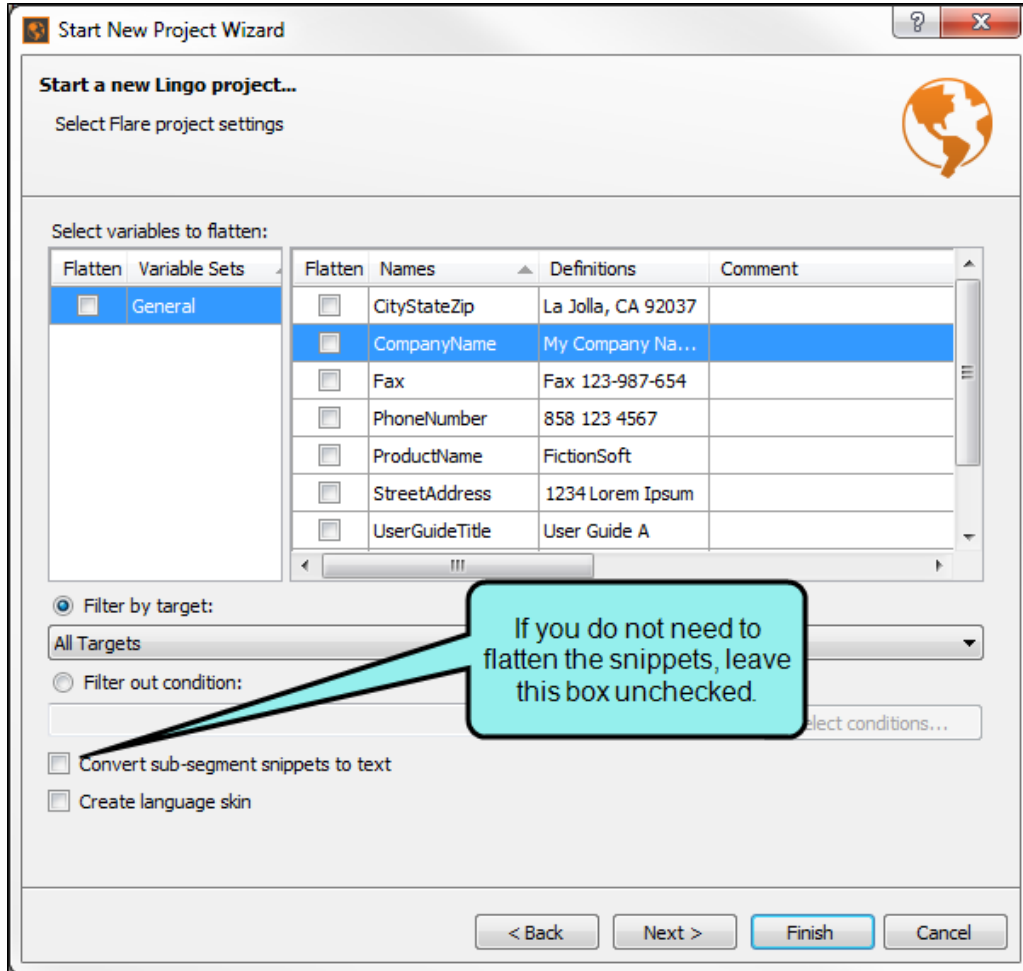 Start New Project Wizard
Start a new Lingo project...
Select Flare project settings
Select variables to flatten:
Flatten Variable Sets
General
Flatten Names Definitions Comment
CityStateZip La Jolla, CA 92037
CompanyName My Company Na...
Fax Fax 123-987-654
PhoneNumber 858 123 4567
ProductName FictionSoft
StreetAddress 1234 Lorem Ipsum
UserGuideTitle User Guide A
Filter by target:
All Targets
Filter out condition:
If you do not need to
flatten the snippets, leave
this box unchecked.
conditions...
Convert sub-segment snippets to text
Create language skin
< Back Next > Finish Cancel